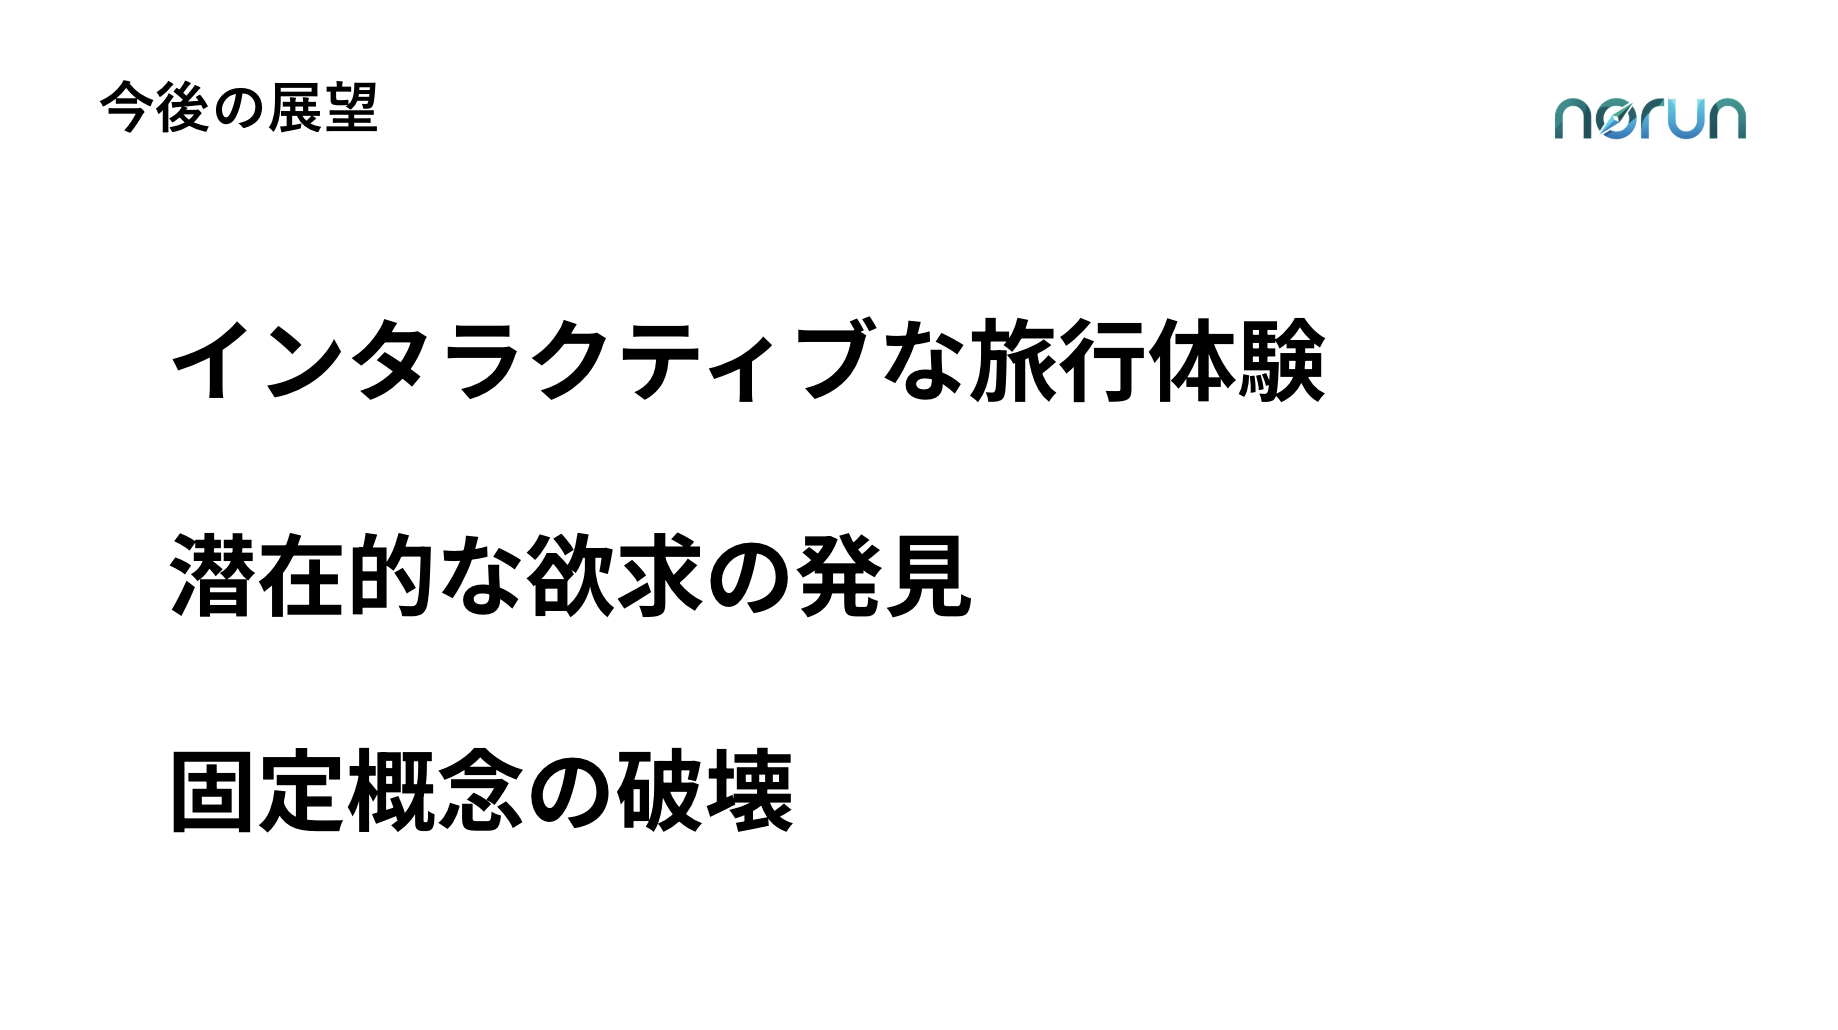 今後の展望
norun
インタラクティブな旅行体験
潜在的な欲求の発見
固定概念の破壊